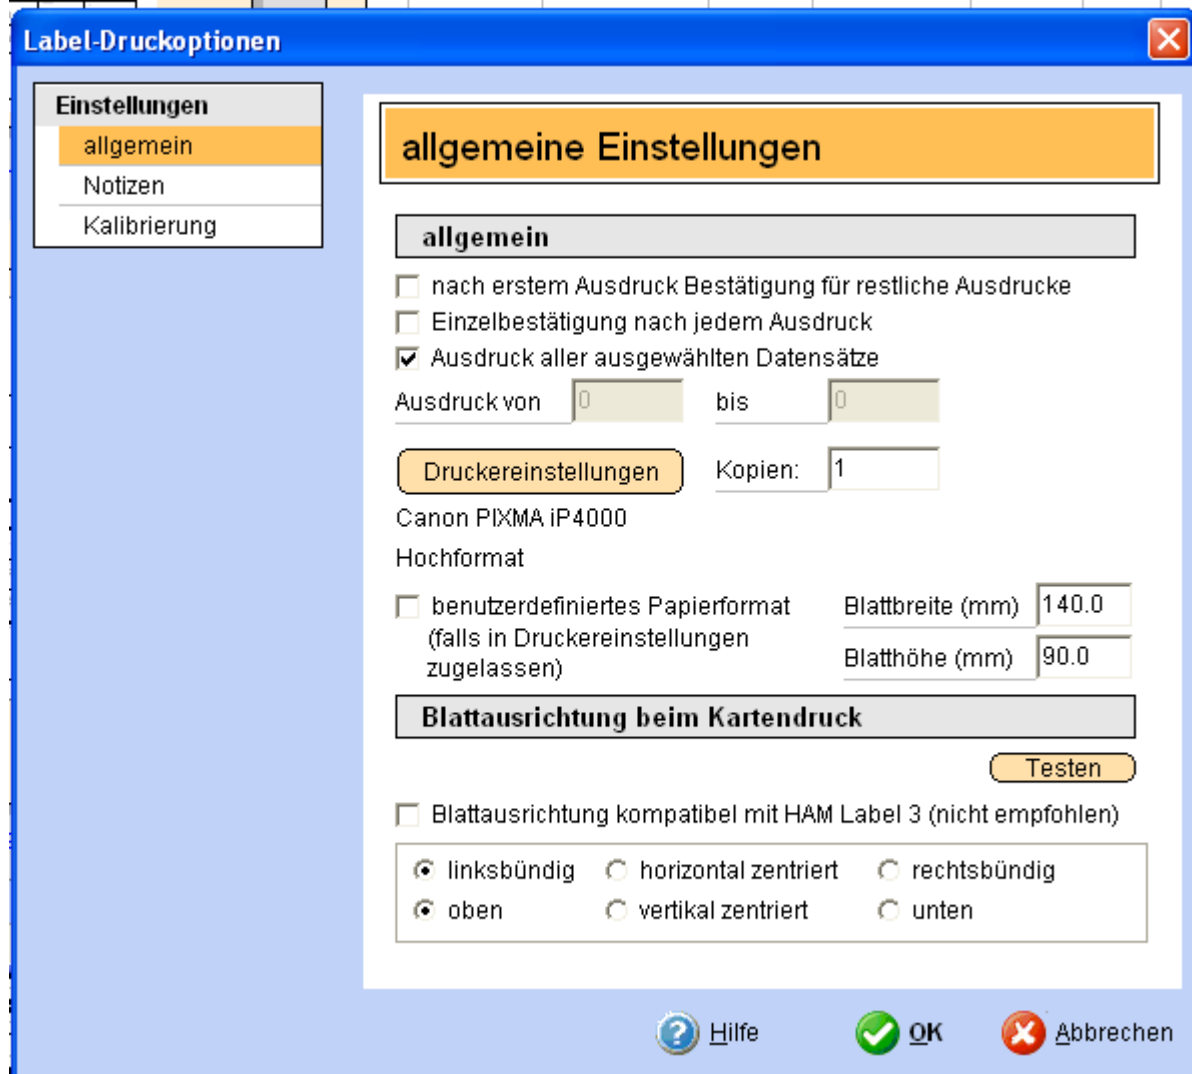 Label-Druckoptionen
Einstellungen
allgemein
Notizen
Kalibrierung
allgemeine Einstellungen
allgemein
nach erstem Ausdruck Bestätigung für restliche Ausdrucke
Einzelbestätigung nach jedem Ausdruck
Ausdruck aller ausgewählten Datensätze
Ausdruck von 0 bis 0
Druckereinstellungen Kopien: 1
Canon PIXMA iP4000
Hochformat
benutzerdefiniertes Papierformat Blattbreite (mm) 140.0
(falls in Druckereinstellungen
zugelassen) Blatthöhe (mm) 90.0
Blattausrichtung beim Kartendruck
Testen
Blattausrichtung kompatibel mit HAM Label 3 (nicht empfohlen)
linksbündig horizontal zentriert rechtsbündig
oben vertikal zentriert unten
Hilfe OK Abbrechen